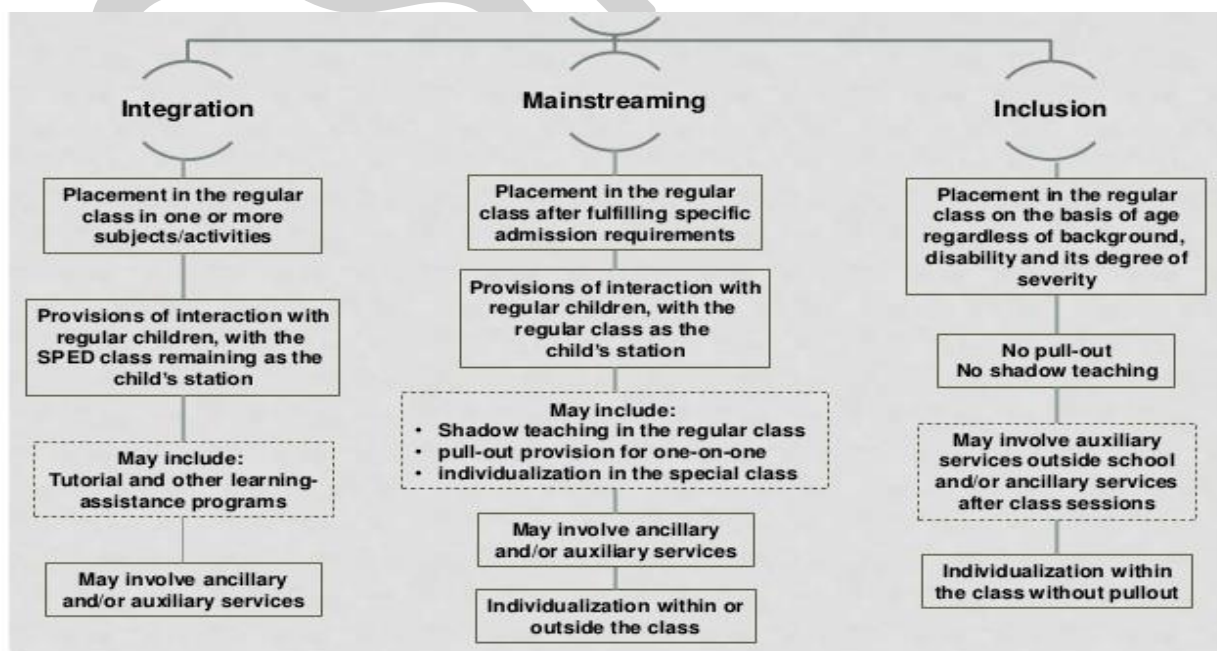 Integration
Placement in the regular
class in one or more
subjects/activities
Provisions of interaction with
regular children, with the
SPED class remaining as the
child's station
May include:
Tutorial and other learning-
assistance programs
May involve ancillary
and/or auxiliary services
Mainstreaming
Placement in the regular
class after fulfilling specific
admission requirements
Provisions of interaction with
regular children, with the
regular class as the
child's station
May include:
• Shadow teaching in the regular class
• pull-out provision for one-on-one
• individualization in the special class
May involve ancillary
and/or auxiliary services
Individualization within or
outside the class
Inclusion
Placement in the regular
class on the basis of age
regardless of background,
disability and its degree of
severity
No pull-out
No shadow teaching
May involve auxiliary
services outside school
and/or ancillary services
after class sessions
Individualization within
the class without pullout